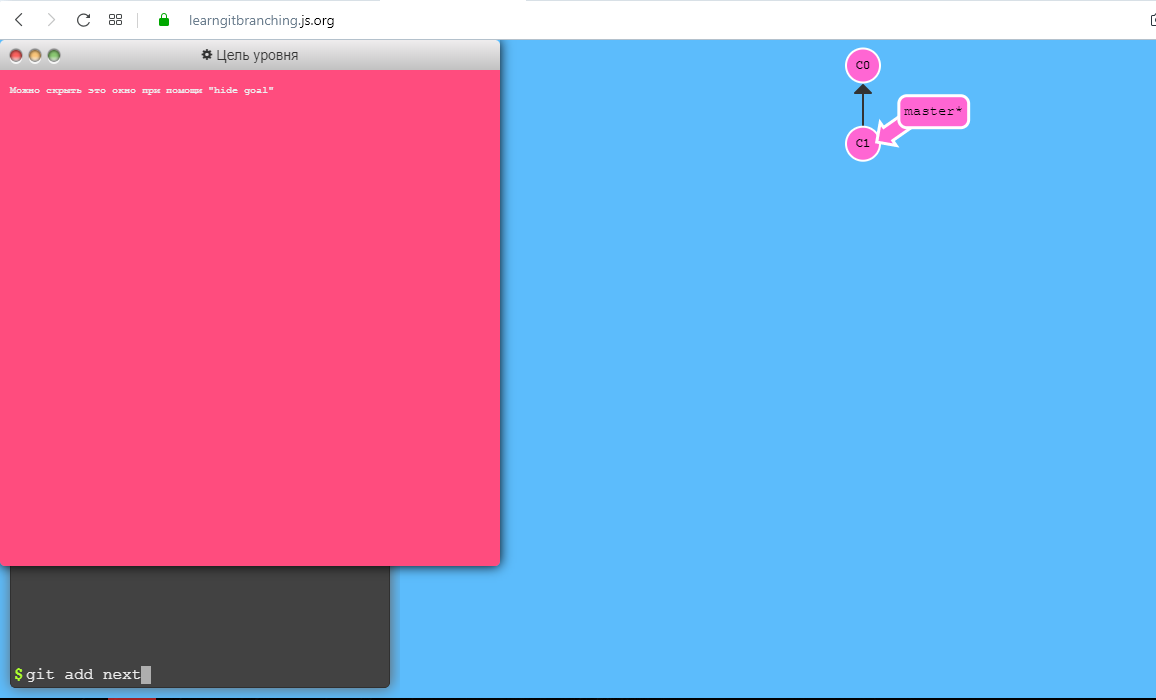 learngitbranching.js.org
Цель уровня
Можно скрыть это окно при помощи "hide goal"
C0
master*
C1
$git add next